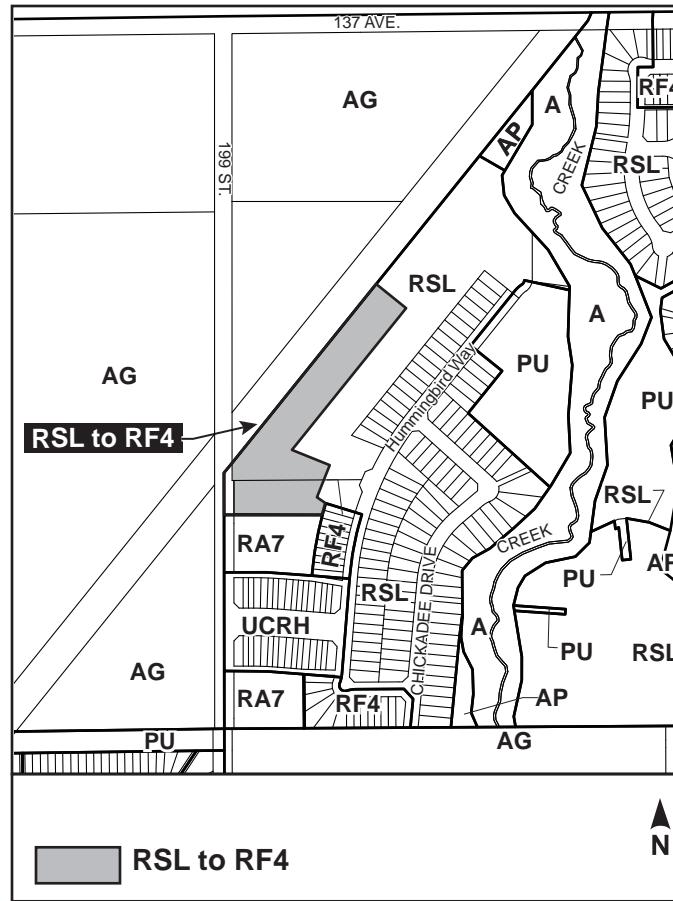 137 AVE.
AG
A
RF4
AP
199 ST.
CREEK
RSL
RSL
A
AG
PU
PU
Hummingbird Way
RSL to RF4
RSL
CREEK
RA7
RF4
PU
AP
RSL
CHICKADEE DRIVE
UCRH
A
PU
RSL
AG
RA7
RF4
AP
PU
AG
N
RSL to RF4